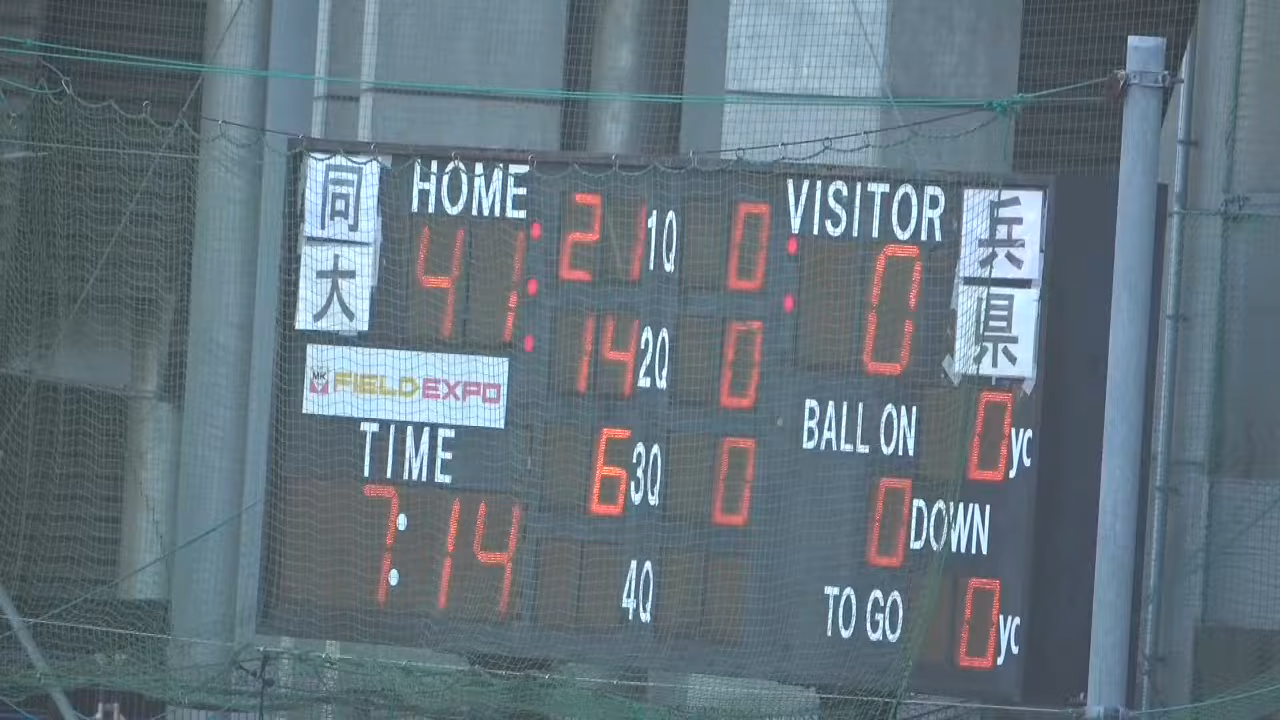 同大
HOME
41
21 1Q 0
VISITOR
0
兵県
14 2Q 0
MK FIELD EXPO
BALL ON 0 yc
TIME
7:14
6 3Q 0
0 DOWN
4Q
TO GO 0 yc